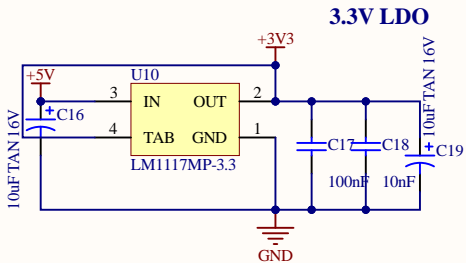 3.3V LDO
+3V3
+5V
U10
3
IN
OUT
2
C16
4
TAB
GND
1
LM1117MP-3.3
10uF TAN 16V
C17
C18
100nF
10nF
10uF TAN 16V
C19
GND